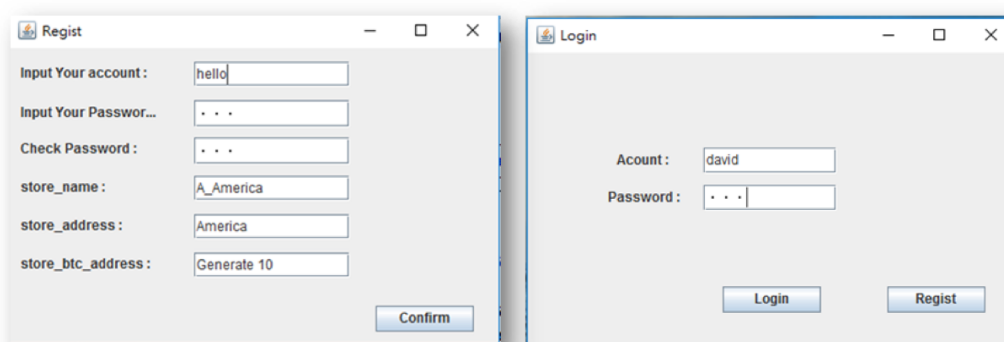 Regist
Input Your account :
hello
Input Your Passwor...
. . .
Check Password :
. . .
store_name :
A_America
store_address :
America
store_btc_address :
Generate 10
Confirm
Login
Acount :
david
Password :
. . .
Login
Regist